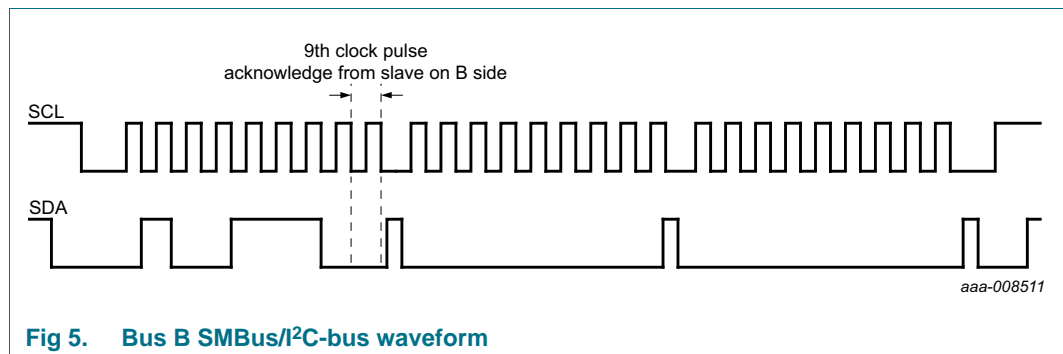 9th clock pulse
acknowledge from slave on B side
SCL
SDA
aaa-008511
Fig 5. Bus B SMBus/I²C-bus waveform